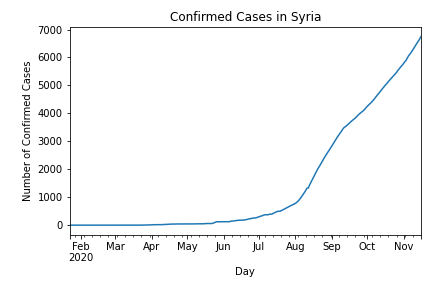 Confirmed Cases in Syria
Number of Confirmed Cases
7000
6000
5000
4000
3000
2000
1000
0
Feb Mar Apr May Jun Jul Aug Sep Oct Nov
2020
Day